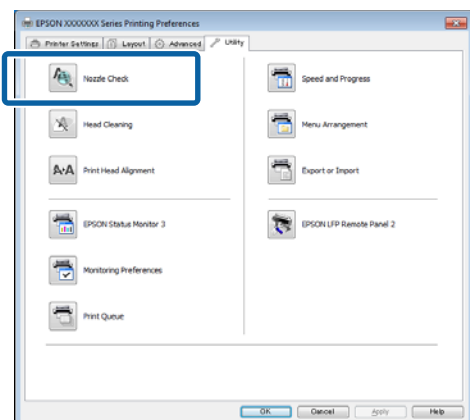 EPSON XXXXXXX Series Printing Preferences
Printer Settings Layout Advanced Utility
Nozzle Check
Speed and Progress
Head Cleaning
Menu Arrangement
Print Head Alignment
Export or Import
EPSON Status Monitor 3
EPSON LFP Remote Panel 2
Monitoring Preferences
Print Queue
OK Cancel Apply Help